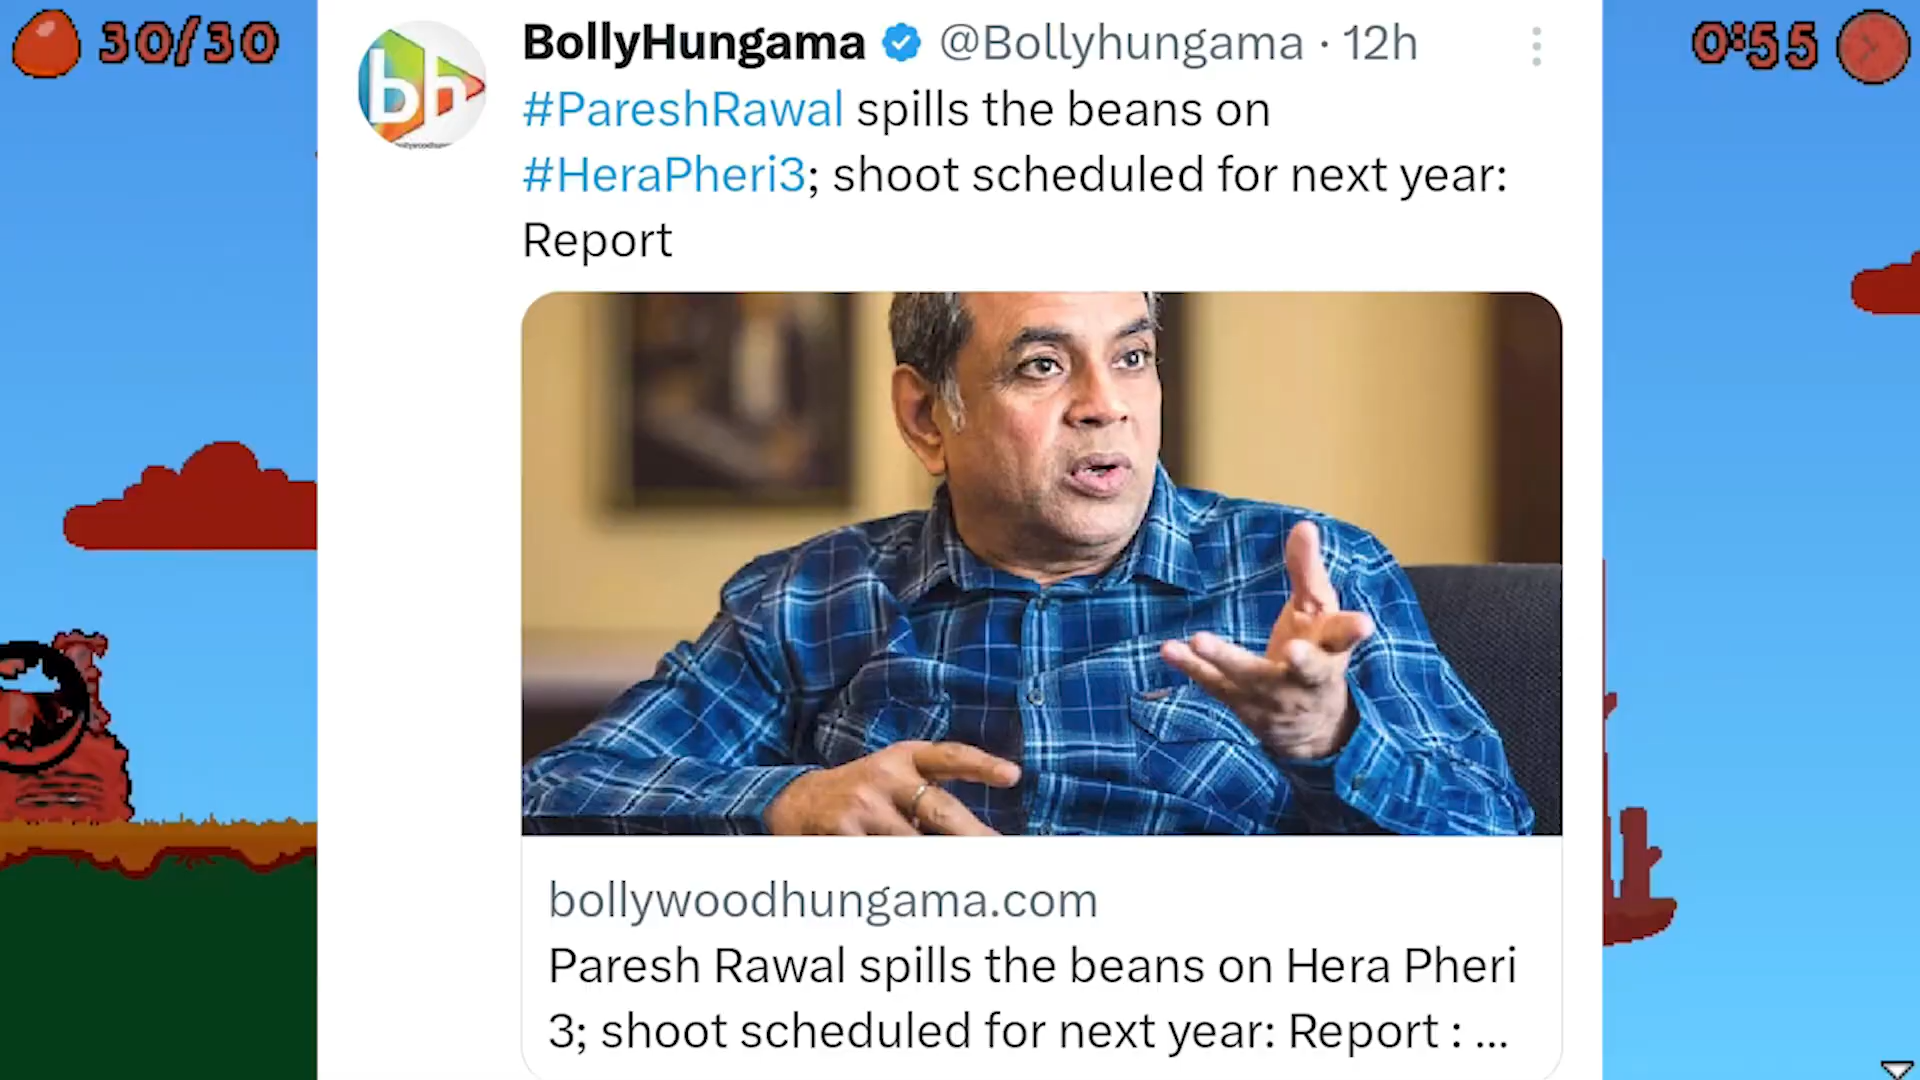 30/30
0:55
bh
BollyHungama @Bollyhungama · 12h
#PareshRawal spills the beans on
#HeraPheri3; shoot scheduled for next year:
Report
bollywoodhungama.com
Paresh Rawal spills the beans on Hera Pheri
3; shoot scheduled for next year: Report : ...